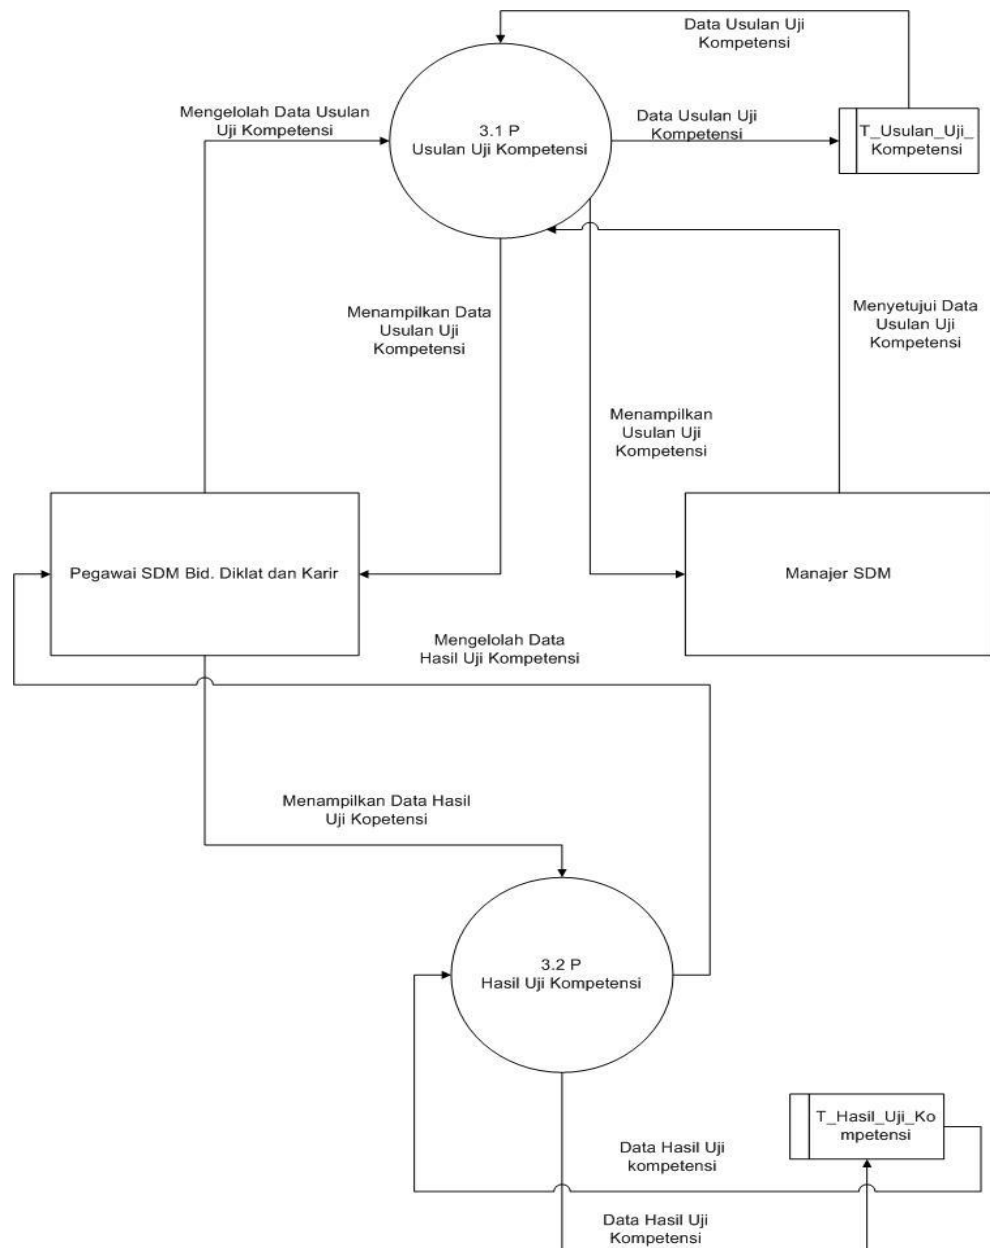 Data Usulan Uji
Kompetensi
Mengelolah Data Usulan
Uji Kompetensi
3.1 P
Usulan Uji Kompetensi
Data Usulan Uji
Kompetensi
T_Usulan_Uji_
Kompetensi
Menampilkan Data
Usulan Uji
Kompetensi
Menyetujui Data
Usulan Uji
Kompetensi
Menampilkan
Usulan Uji
Kompetensi
Pegawai SDM Bid. Diklat dan Karir
Manajer SDM
Mengelolah Data
Hasil Uji Kompetensi
Menampilkan Data Hasil
Uji Kopetensi
3.2 P
Hasil Uji Kompetensi
T_Hasil_Uji_Ko
mpetensi
Data Hasil Uji
kompetensi
Data Hasil Uji
Kompetensi